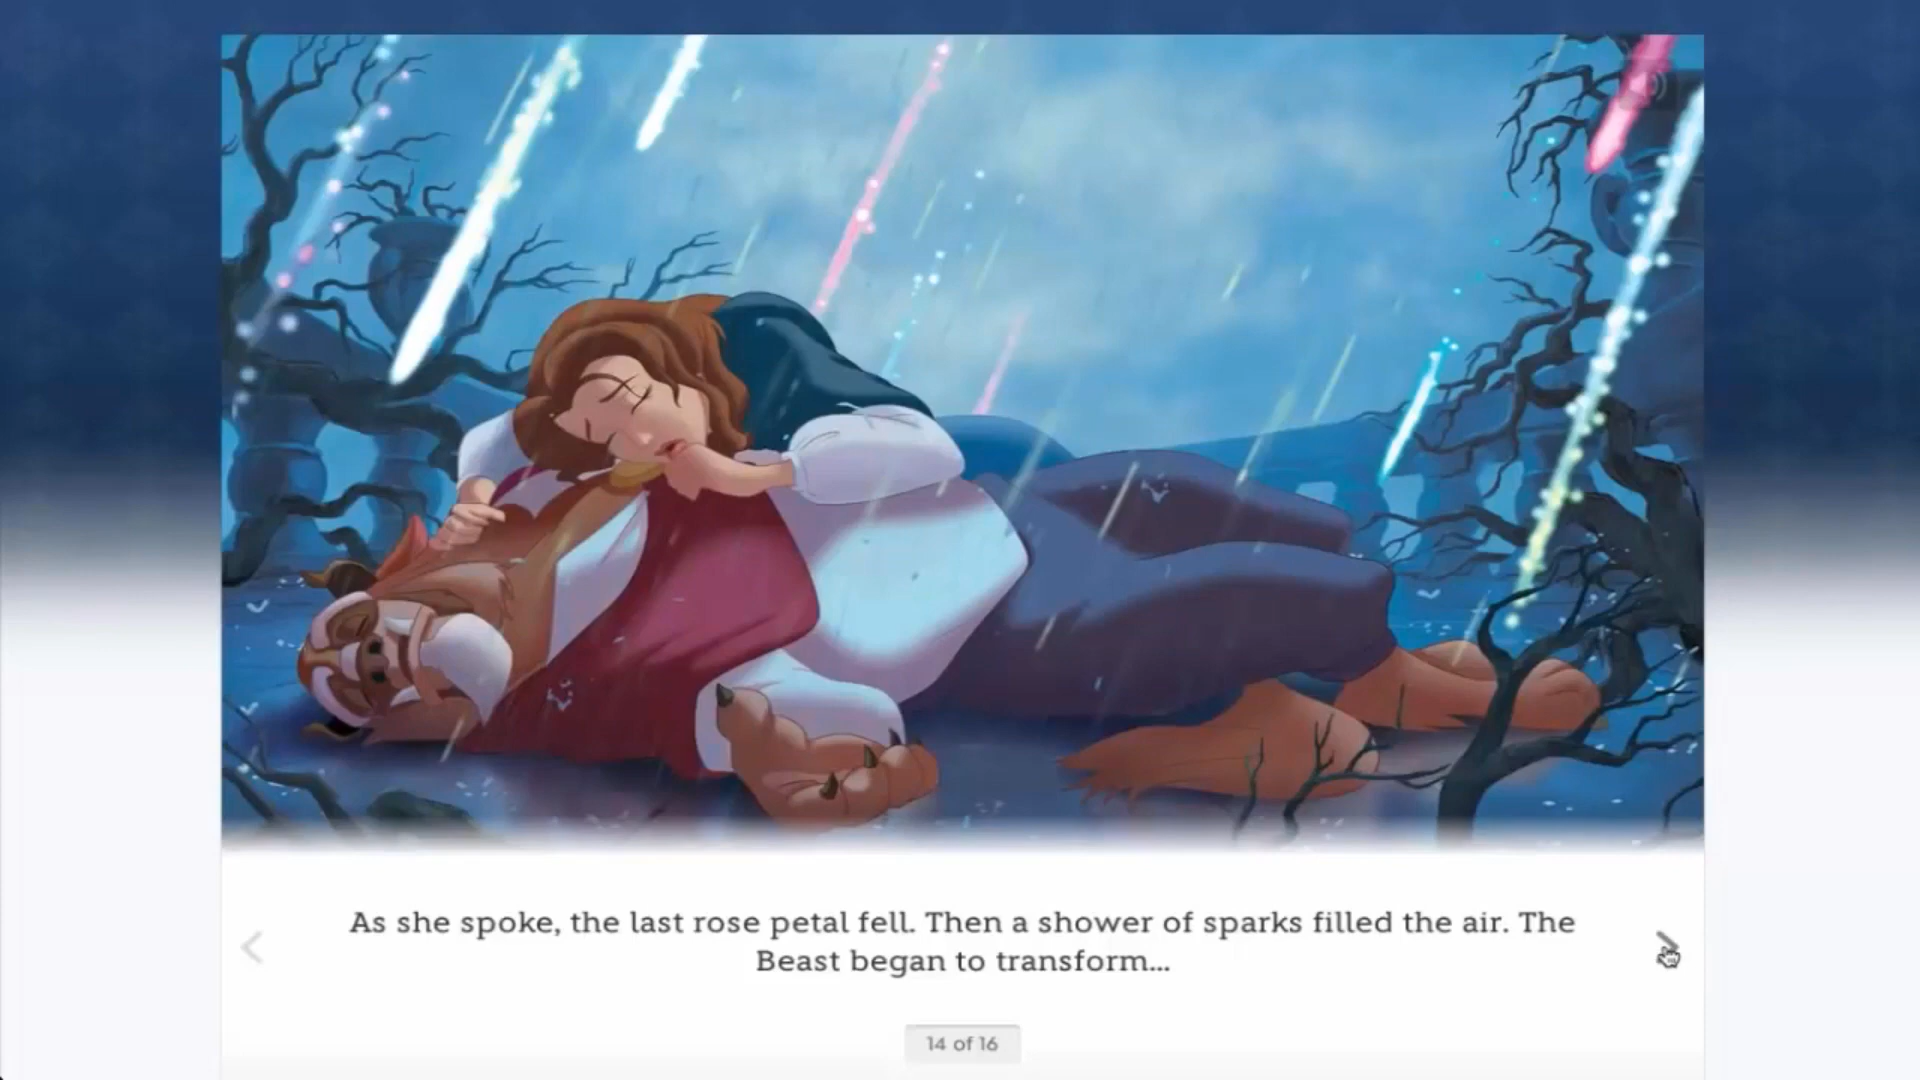 As she spoke, the last rose petal fell. Then a shower of sparks filled the air. The
Beast began to transform...
14 of 16